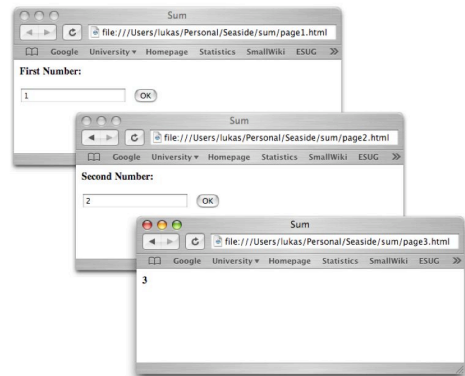 Sum
file:///Users/lukas/Personal/Seaside/sum/page1.html
Google University Homepage Statistics SmallWiki ESUG
First Number:
1 OK
Sum
file:///Users/lukas/Personal/Seaside/sum/page2.html
Google University Homepage Statistics SmallWiki ESUG
Second Number:
2 OK
Sum
file:///Users/lukas/Personal/Seaside/sum/page3.html
Google University Homepage Statistics SmallWiki ESUG
3